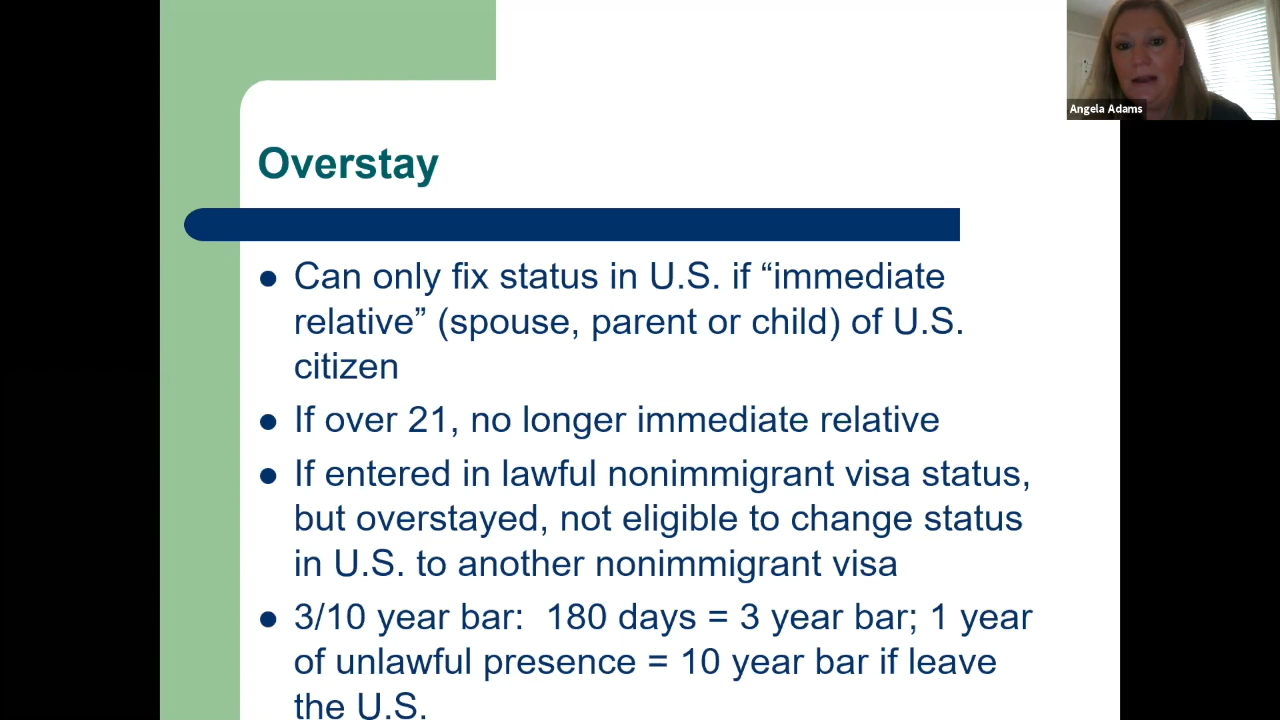 Angela Adams
Overstay
● Can only fix status in U.S. if “immediate
relative” (spouse, parent or child) of U.S.
citizen
● If over 21, no longer immediate relative
● If entered in lawful nonimmigrant visa status,
but overstayed, not eligible to change status
in U.S. to another nonimmigrant visa
● 3/10 year bar:  180 days = 3 year bar; 1 year
of unlawful presence = 10 year bar if leave
the U.S.